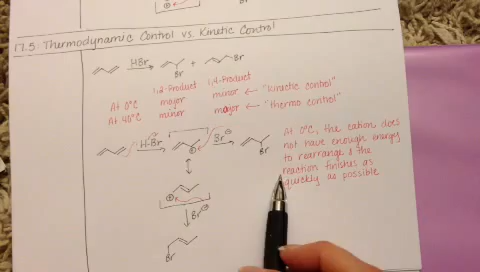 17.5: Thermodynamic Control vs. Kinetic Control
HBr
+
Br
Br
1,2-Product
1,4-Product
At 0°C
major
minor ← "kinetic control"
At 40°C
minor
major ← "thermo control"
H-Br
Br⊖
⊕
Br
At 0°C, the cation does
not have enough energy
to rearrange & the
reaction finishes as
quickly as possible
⊕
Br⊖
Br